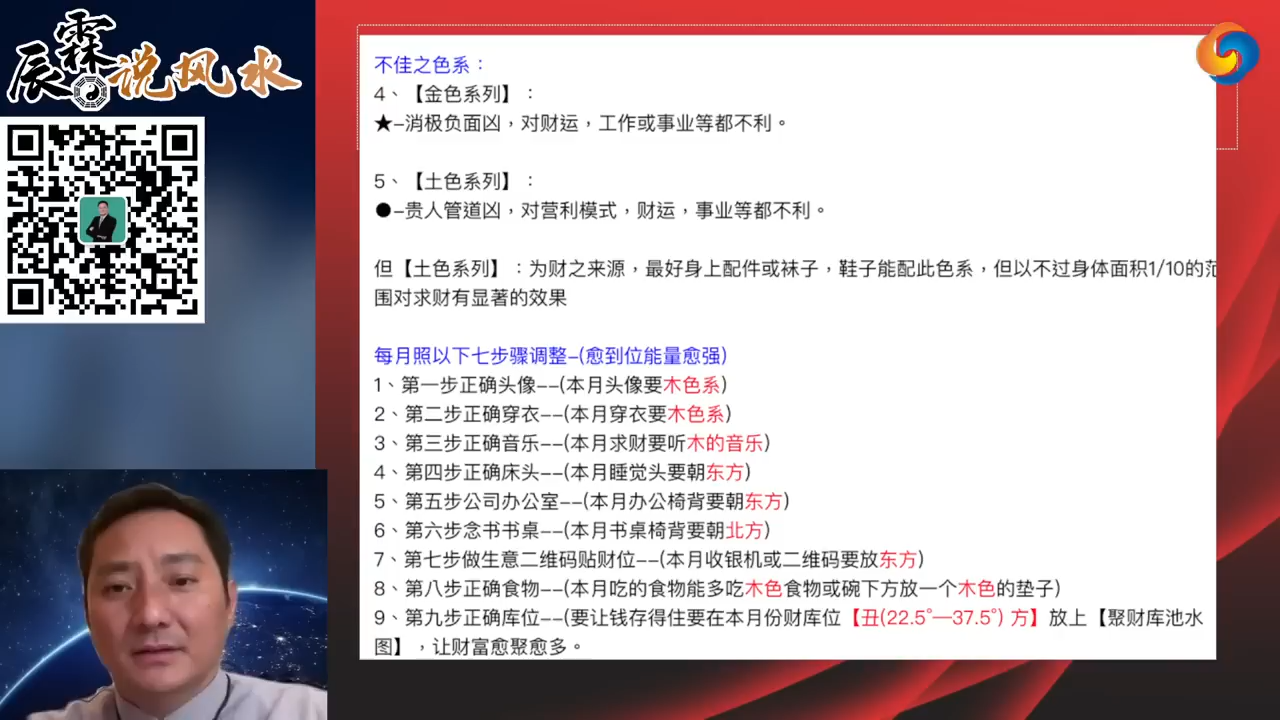 霖
辰 说风水
不佳之色系：
4、【金色系列】：
★–消极负面凶，对财运，工作或事业等都不利。
5、【土色系列】：
●–贵人管道凶，对营利模式，财运，事业等都不利。
但【土色系列】：为财之来源，最好身上配件或袜子，鞋子能配此色系，但以不过身体面积1/10的范
围对求财有显著的效果
每月照以下七步骤调整–(愈到位能量愈强)
1、第一步正确头像––(本月头像要木色系)
2、第二步正确穿衣––(本月穿衣要木色系)
3、第三步正确音乐––(本月求财要听木的音乐)
4、第四步正确床头––(本月睡觉头要朝东方)
5、第五步公司办公室––(本月办公椅背要朝东方)
6、第六步念书书桌––(本月书桌椅背要朝北方)
7、第七步做生意二维码贴财位––(本月收银机或二维码要放东方)
8、第八步正确食物––(本月吃的食物能多吃木色食物或碗下方放一个木色的垫子)
9、第九步正确库位––(要让钱存得住要在本月份财库位【丑(22.5°—37.5°) 方】放上【聚财库池水
图】，让财富愈聚愈多。